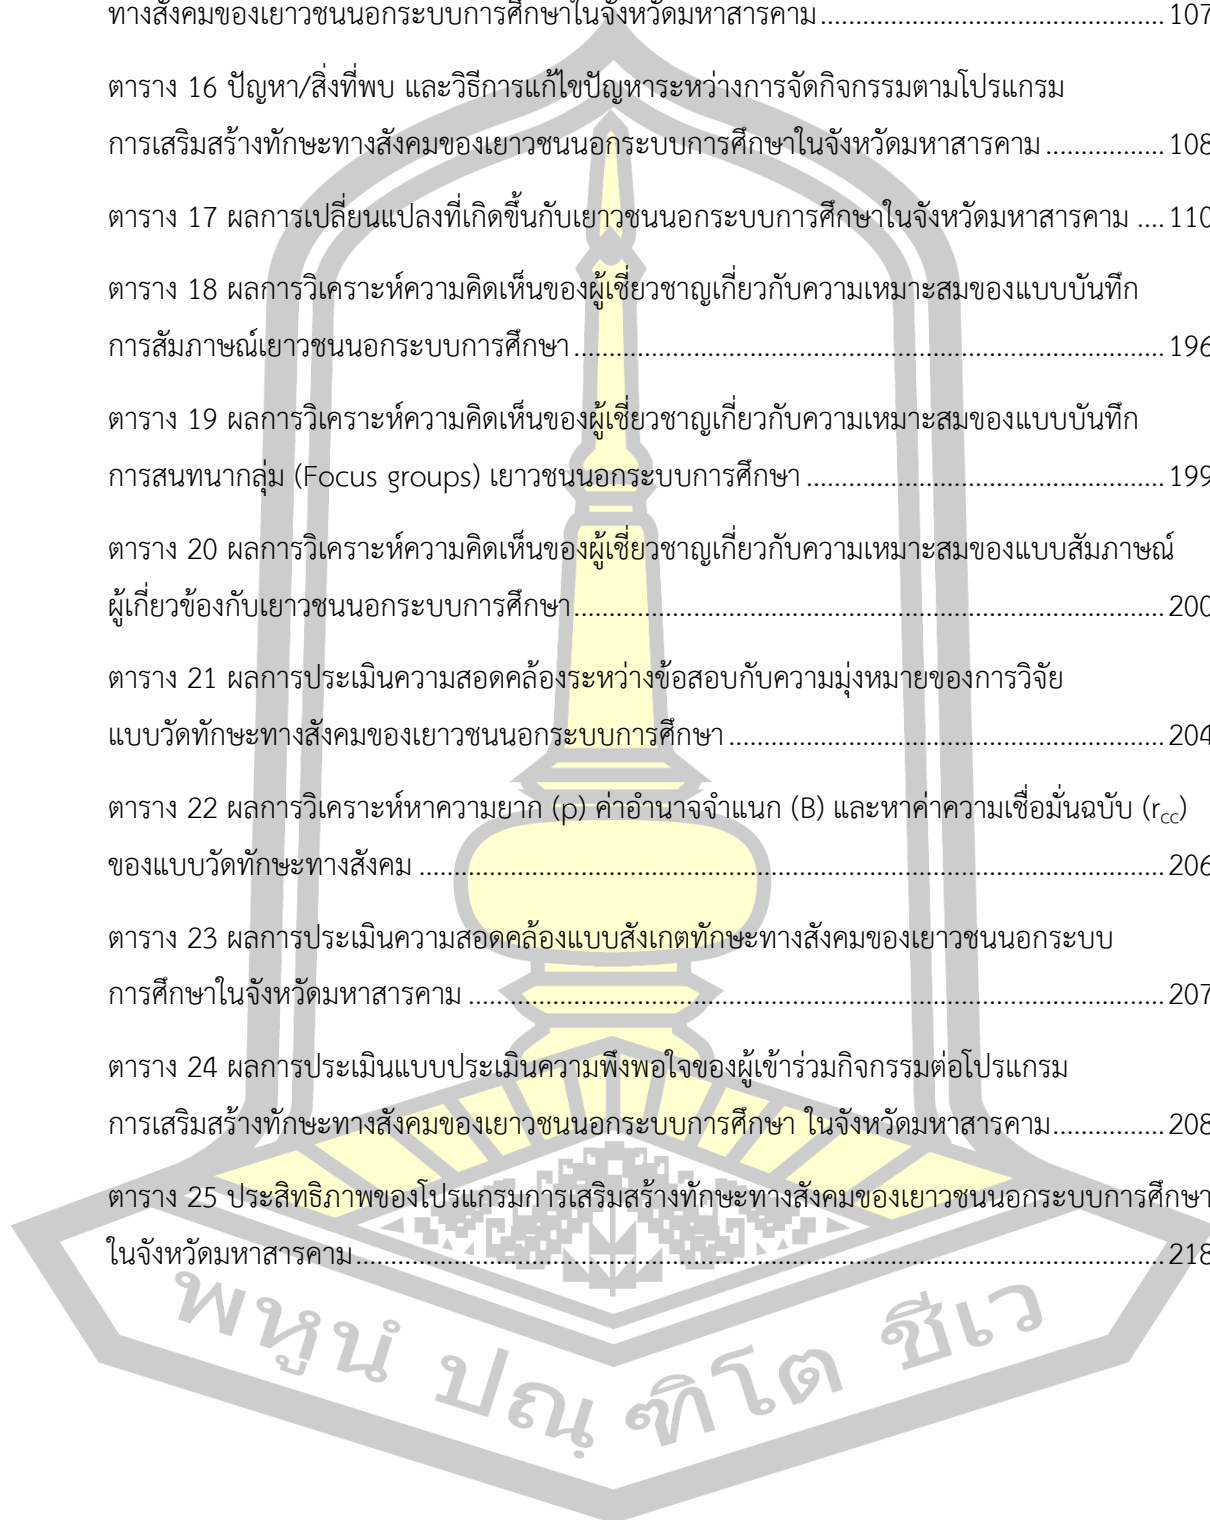 ทางสังคมของเยาวชนนอกระบบการศึกษาในจังหวัดมหาสารคาม ............................................ 107
ตาราง 16 ปัญหา/สิ่งที่พบ และวิธีการแก้ไขปัญหาระหว่างการจัดกิจกรรมตามโปรแกรม
การเสริมสร้างทักษะทางสังคมของเยาวชนนอกระบบการศึกษาในจังหวัดมหาสารคาม ................ 108
ตาราง 17 ผลการเปลี่ยนแปลงที่เกิดขึ้นกับเยาวชนนอกระบบการศึกษาในจังหวัดมหาสารคาม .... 110
ตาราง 18 ผลการวิเคราะห์ความคิดเห็นของผู้เชี่ยวชาญเกี่ยวกับความเหมาะสมของแบบบันทึก
การสัมภาษณ์เยาวชนนอกระบบการศึกษา ............................................................................ 196
ตาราง 19 ผลการวิเคราะห์ความคิดเห็นของผู้เชี่ยวชาญเกี่ยวกับความเหมาะสมของแบบบันทึก
การสนทนากลุ่ม (Focus groups) เยาวชนนอกระบบการศึกษา .............................................. 199
ตาราง 20 ผลการวิเคราะห์ความคิดเห็นของผู้เชี่ยวชาญเกี่ยวกับความเหมาะสมของแบบสัมภาษณ์
ผู้เกี่ยวข้องกับเยาวชนนอกระบบการศึกษา............................................................................ 200
ตาราง 21 ผลการประเมินความสอดคล้องระหว่างข้อสอบกับความมุ่งหมายของการวิจัย
แบบวัดทักษะทางสังคมของเยาวชนนอกระบบการศึกษา ........................................................ 204
ตาราง 22 ผลการวิเคราะห์หาความยาก (p) ค่าอำนาจจำแนก (B) และหาค่าความเชื่อมั่นฉบับ (rcc)
ของแบบวัดทักษะทางสังคม ................................................................................................ 206
ตาราง 23 ผลการประเมินความสอดคล้องแบบสังเกตทักษะทางสังคมของเยาวชนนอกระบบ
การศึกษาในจังหวัดมหาสารคาม .......................................................................................... 207
ตาราง 24 ผลการประเมินแบบประเมินความพึงพอใจของผู้เข้าร่วมกิจกรรมต่อโปรแกรม
การเสริมสร้างทักษะทางสังคมของเยาวชนนอกระบบการศึกษา ในจังหวัดมหาสารคาม............... 208
ตาราง 25 ประสิทธิภาพของโปรแกรมการเสริมสร้างทักษะทางสังคมของเยาวชนนอกระบบการศึกษา
ในจังหวัดมหาสารคาม........................................................................................................ 218
พหูนํ ปณฺฑิโต ชีเว